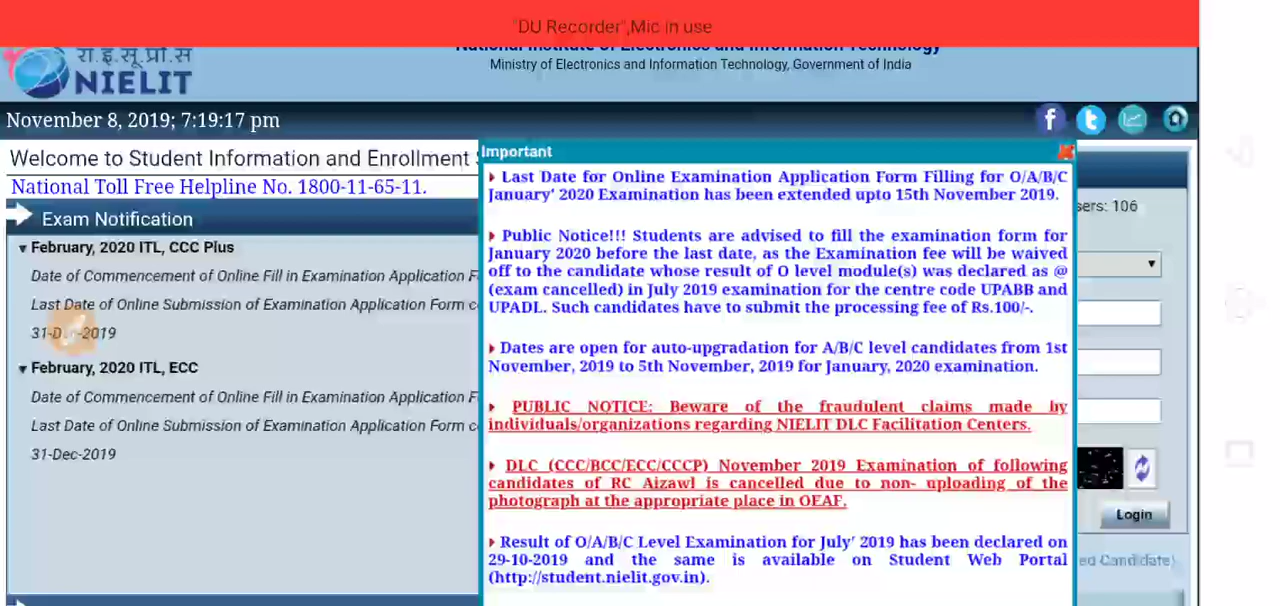 "DU Recorder",Mic in use
रा.इ.सू.प्रौ.सं
NIELIT
National Institute of Electronics and Information Technology
Ministry of Electronics and Information Technology, Government of India
November 8, 2019; 7:19:17 pm
Welcome to Student Information and Enrollment
National Toll Free Helpline No. 1800-11-65-11.
Exam Notification
February, 2020 ITL, CCC Plus
Date of Commencement of Online Fill in Examination Application F
Last Date of Online Submission of Examination Application Form c
31-Dec-2019
February, 2020 ITL, ECC
Date of Commencement of Online Fill in Examination Application F
Last Date of Online Submission of Examination Application Form c
31-Dec-2019
Important
Last Date for Online Examination Application Form Filling for O/A/B/C
January' 2020 Examination has been extended upto 15th November 2019.
Public Notice!!! Students are advised to fill the examination form for
January 2020 before the last date, as the Examination fee will be waived
off to the candidate whose result of O level module(s) was declared as @
(exam cancelled) in July 2019 examination for the centre code UPABB and
UPADL. Such candidates have to submit the processing fee of Rs.100/-.
Dates are open for auto-upgradation for A/B/C level candidates from 1st
November, 2019 to 5th November, 2019 for January, 2020 examination.
PUBLIC NOTICE: Beware of the fraudulent claims made by
individuals/organizations regarding NIELIT DLC Facilitation Centers.
DLC (CCC/BCC/ECC/CCCP) November 2019 Examination of following
candidates of RC Aizawl is cancelled due to non- uploading of the
photograph at the appropriate place in OEAF.
Result of O/A/B/C Level Examination for July' 2019 has been declared on
29-10-2019 and the same is available on Student Web Portal
(http://student.nielit.gov.in).
sers: 106
Login
ed Candidate)